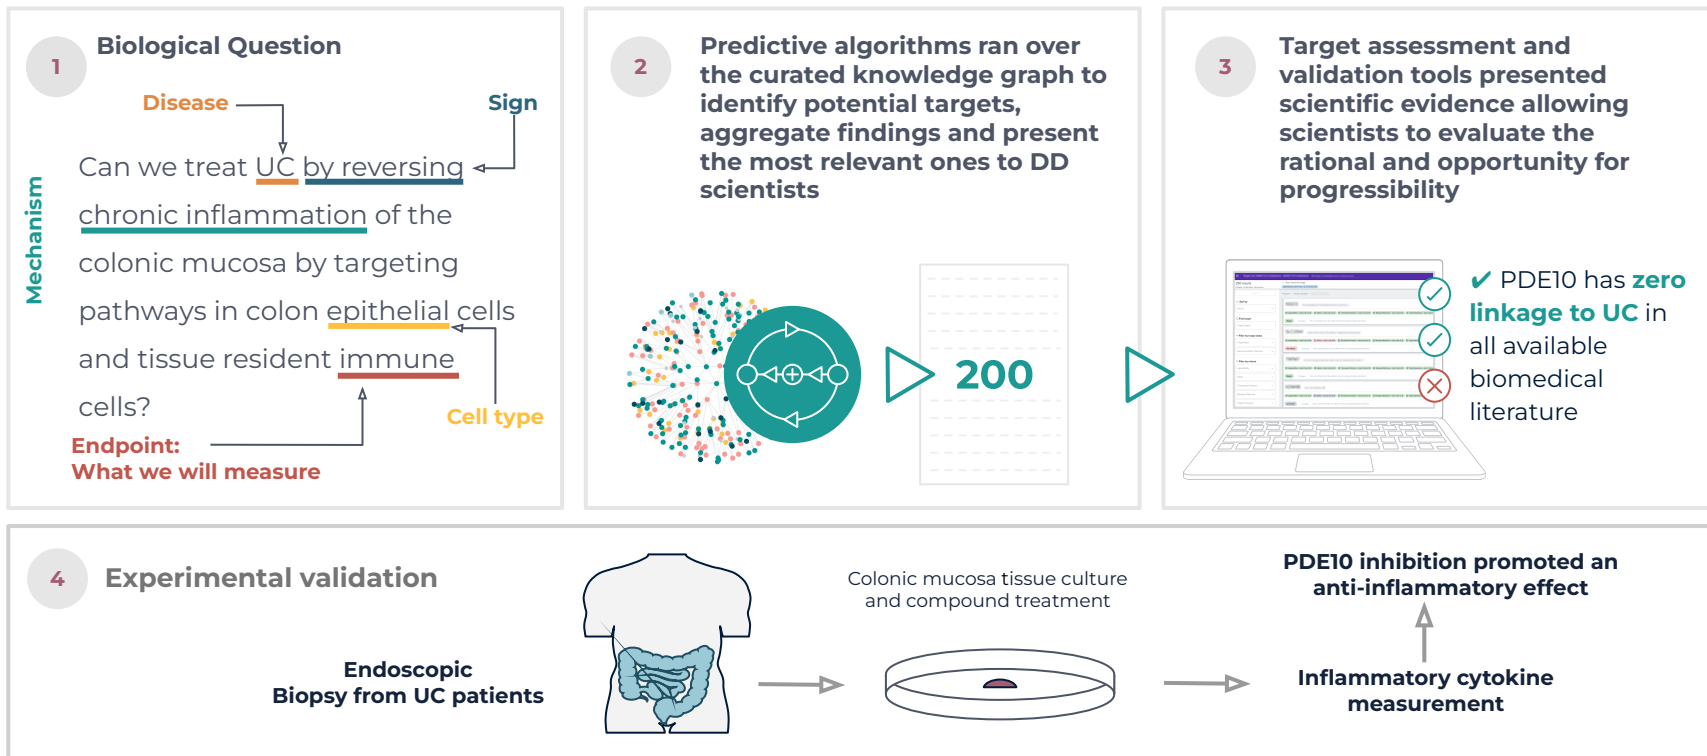 1
Biological Question
Disease
Sign
Mechanism
Can we treat UC by reversing
chronic inflammation of the
colonic mucosa by targeting
pathways in colon epithelial cells
and tissue resident immune
cells?
Cell type
Endpoint:
What we will measure
2
Predictive algorithms ran over
the curated knowledge graph to
identify potential targets,
aggregate findings and present
the most relevant ones to DD
scientists
200
3
Target assessment and
validation tools presented
scientific evidence allowing
scientists to evaluate the
rational and opportunity for
progressibility
✔ PDE10 has zero
linkage to UC in
all available
biomedical
literature
4
Experimental validation
Endoscopic
Biopsy from UC patients
Colonic mucosa tissue culture
and compound treatment
PDE10 inhibition promoted an
anti-inflammatory effect
Inflammatory cytokine
measurement